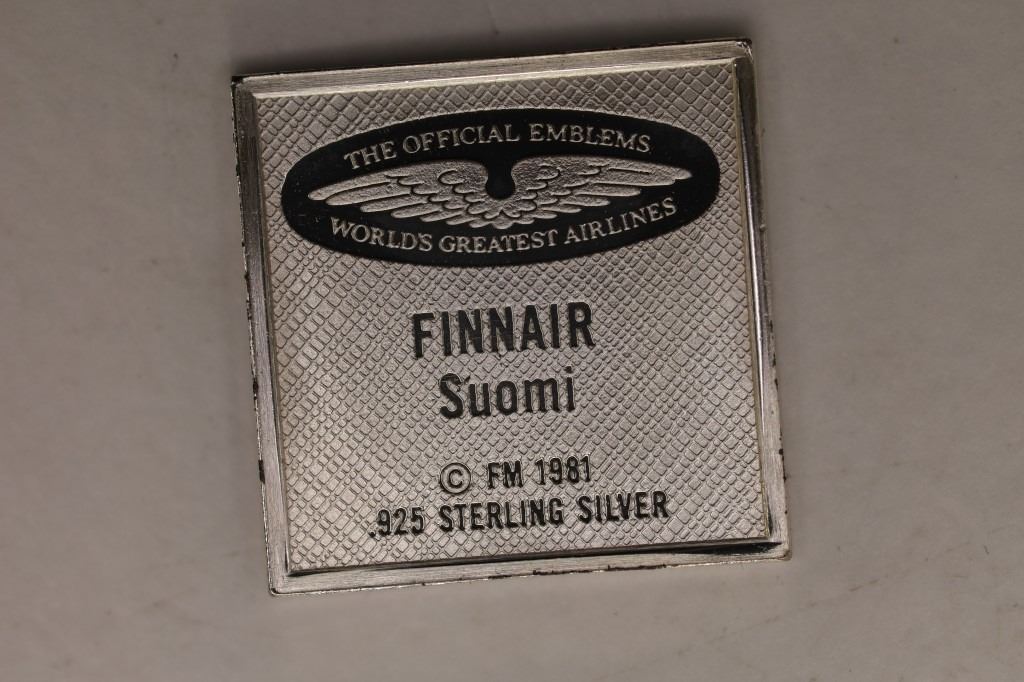 THE OFFICIAL EMBLEMS
WORLD'S GREATEST AIRLINES
FINNAIR
Suomi
© FM 1981
.925 STERLING SILVER